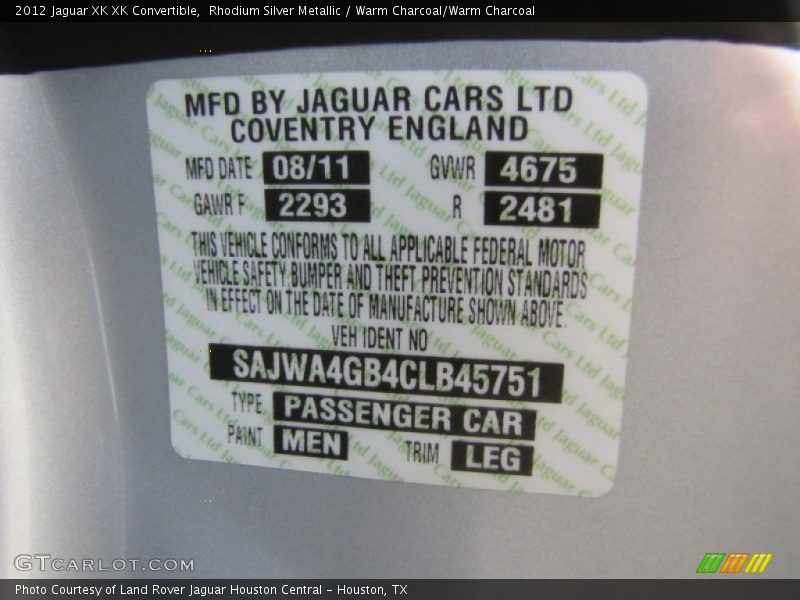 2012 Jaguar XK XK Convertible,  Rhodium Silver Metallic / Warm Charcoal/Warm Charcoal
MFD BY JAGUAR CARS LTD
COVENTRY ENGLAND
MFD DATE 08/11 GVWR 4675
GAWR F 2293 R 2481
THIS VEHICLE CONFORMS TO ALL APPLICABLE FEDERAL MOTOR
VEHICLE SAFETY, BUMPER AND THEFT PREVENTION STANDARDS
IN EFFECT ON THE DATE OF MANUFACTURE SHOWN ABOVE.
VEH IDENT NO
SAJWA4GB4CLB45751
TYPE PASSENGER CAR
PAINT MEN TRIM LEG
GTCARLOT.COM
Photo Courtesy of Land Rover Jaguar Houston Central - Houston, TX